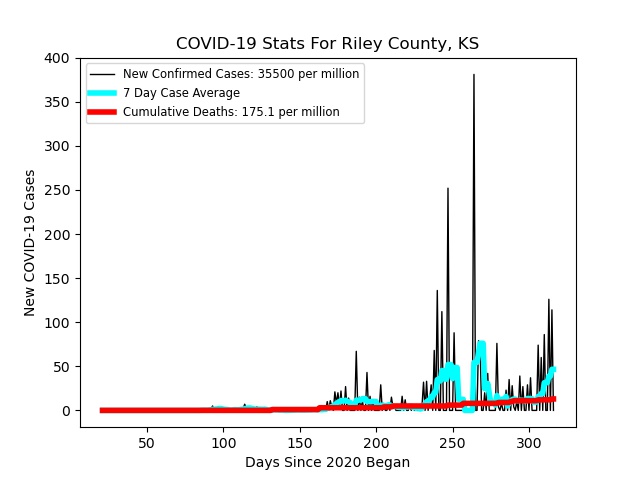 COVID-19 Stats For Riley County, KS
New Confirmed Cases: 35500 per million
7 Day Case Average
Cumulative Deaths: 175.1 per million
New COVID-19 Cases
400
350
300
250
200
150
100
50
0
50 100 150 200 250 300
Days Since 2020 Began